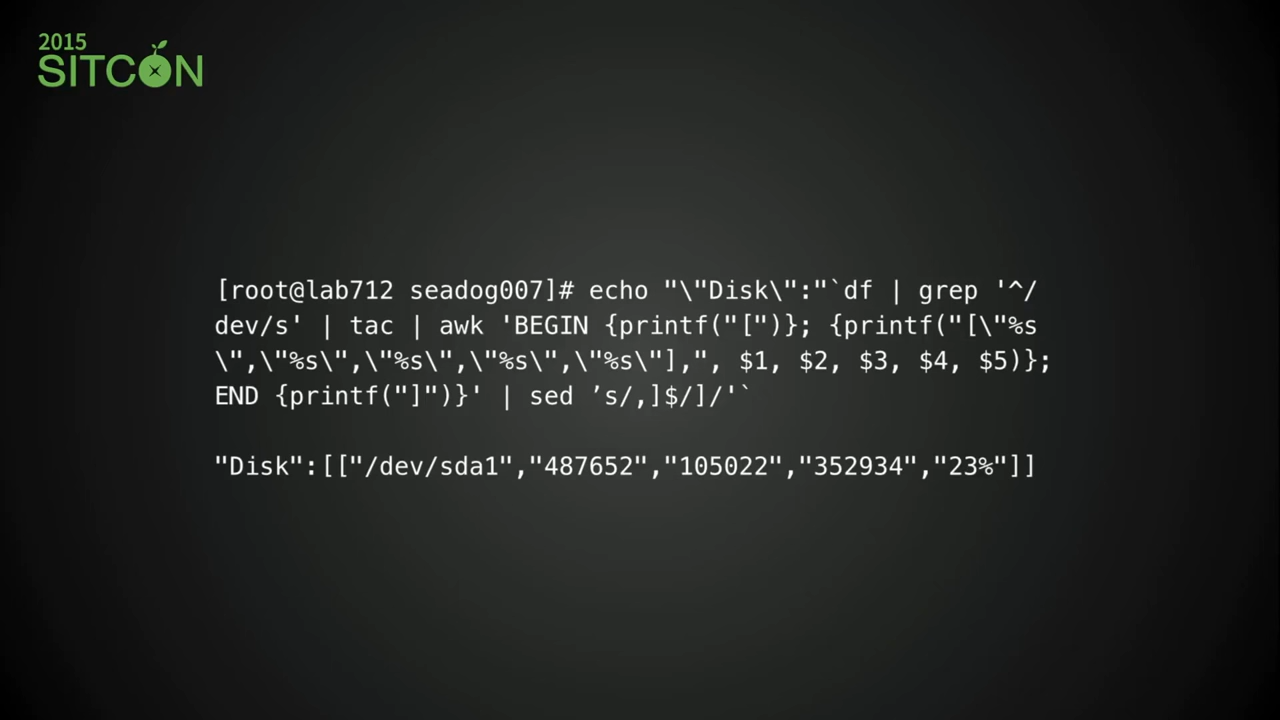 2015
SITCON
[root@lab712 seadog007]# echo "\"Disk\":"`df | grep '^/
dev/s' | tac | awk 'BEGIN {printf("[")}; {printf("[\"%s
\",\"%s\",\"%s\",\"%s\",\"%s\"],", $1, $2, $3, $4, $5)};
END {printf("]")}' | sed ’s/,]$/]/'`
"Disk":[["/dev/sda1","487652","105022","352934","23%"]]